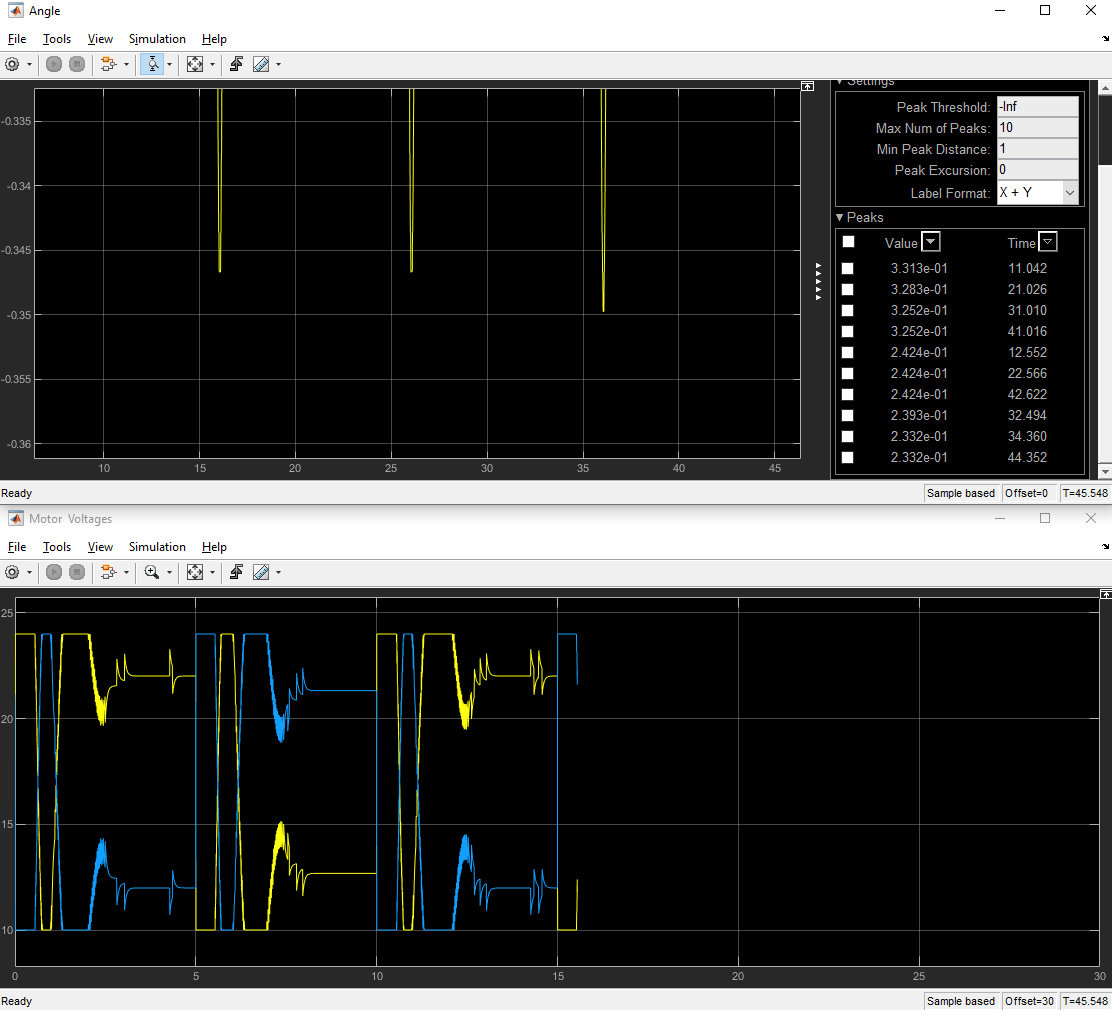 Angle
File Tools View Simulation Help
Settings
Peak Threshold: -Inf
Max Num of Peaks: 10
Min Peak Distance: 1
Peak Excursion: 0
Label Format: X + Y
Peaks
Value Time
3.313e-01 11.042
3.283e-01 21.026
3.252e-01 31.010
3.252e-01 41.016
2.424e-01 12.552
2.424e-01 22.566
2.424e-01 42.622
2.393e-01 32.494
2.332e-01 34.360
2.332e-01 44.352
-0.335
-0.34
-0.345
-0.35
-0.355
-0.36
10 15 20 25 30 35 40 45
Ready Sample based Offset=0 T=45.548
Motor Voltages
File Tools View Simulation Help
25
20
15
10
0 5 10 15 20 25 30
Ready Sample based Offset=30 T=45.548